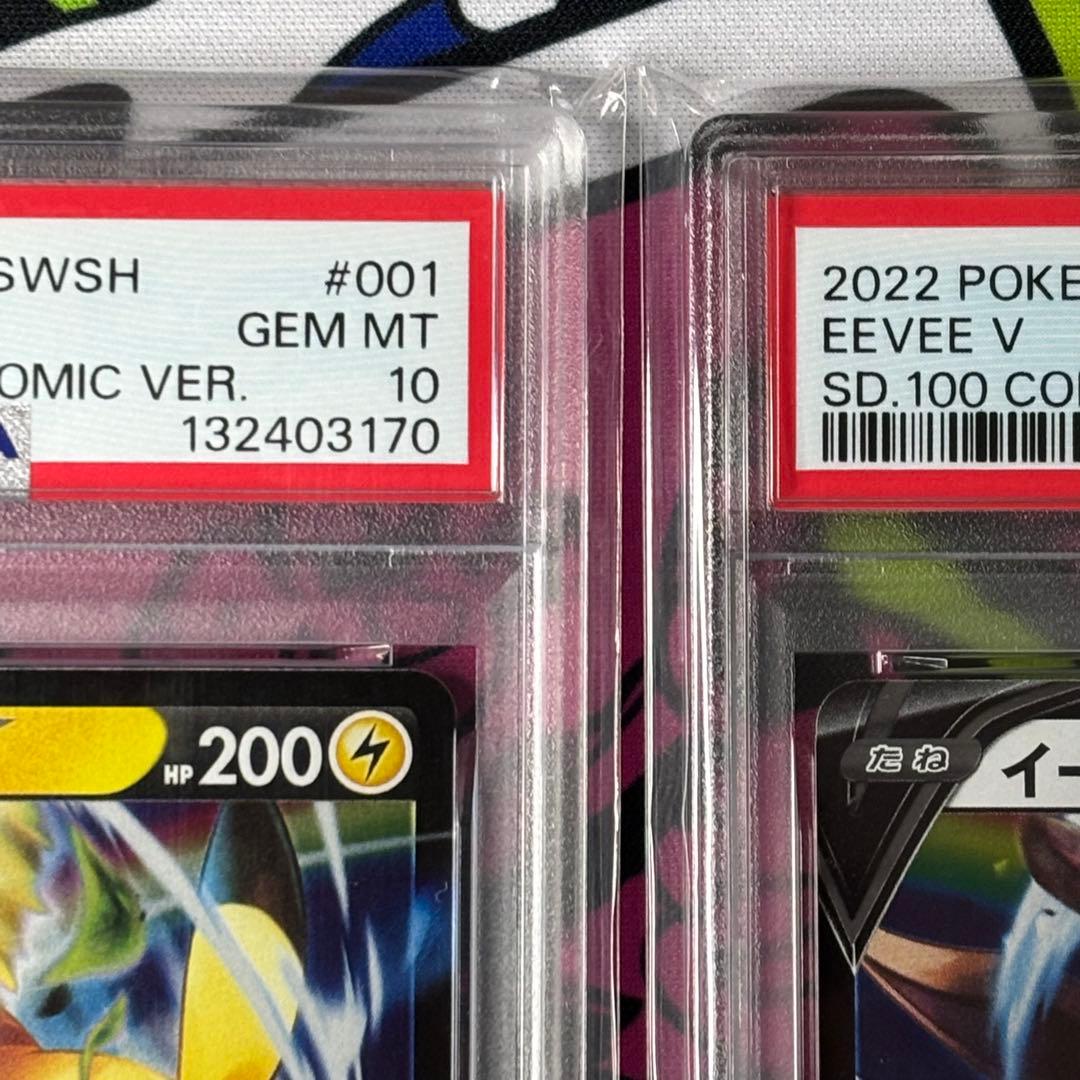 SWSH #001
GEM MT
OMIC VER. 10
132403170
2022 POKE
EEVEE V
SD.100 CO
HP 200
たね イー